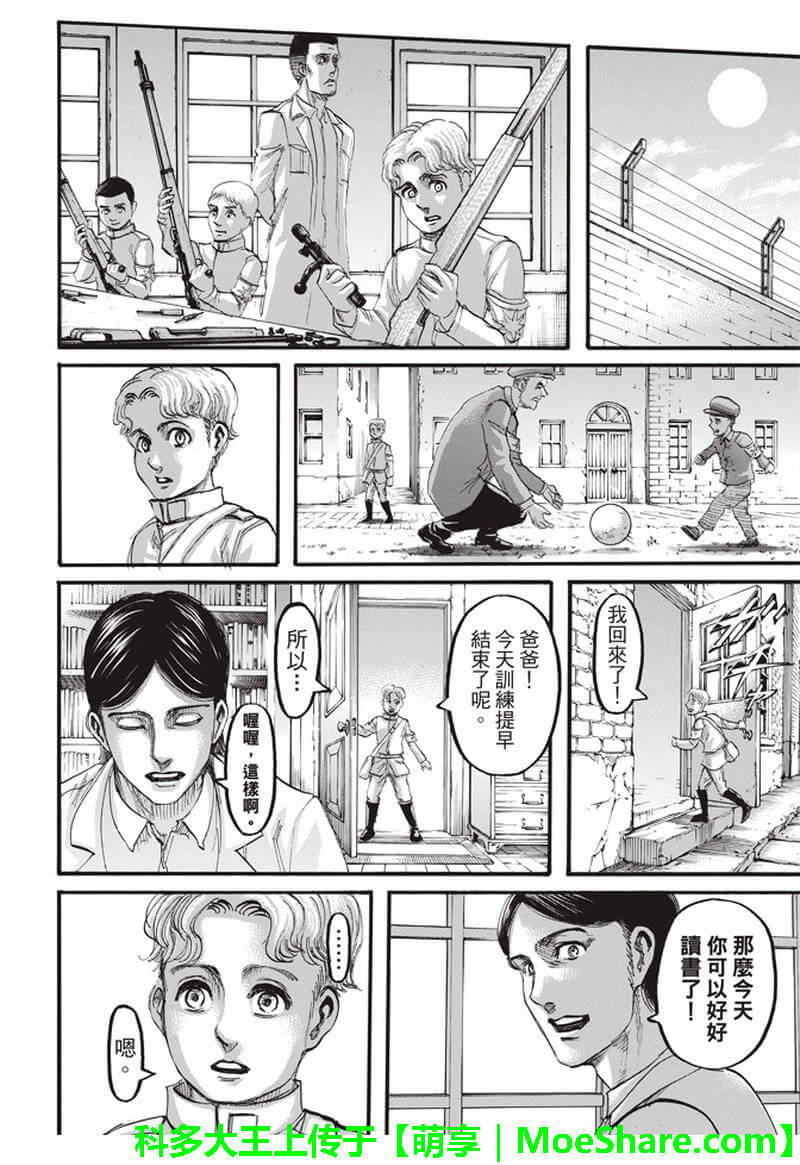 我回來了！
爸爸！
今天訓練提早
結束了呢。
所以…
喔喔，這樣啊。
那麼今天
你可以好好
讀書了！
⋯⋯
嗯。
科多大王上传于【萌享｜MoeShare.com】